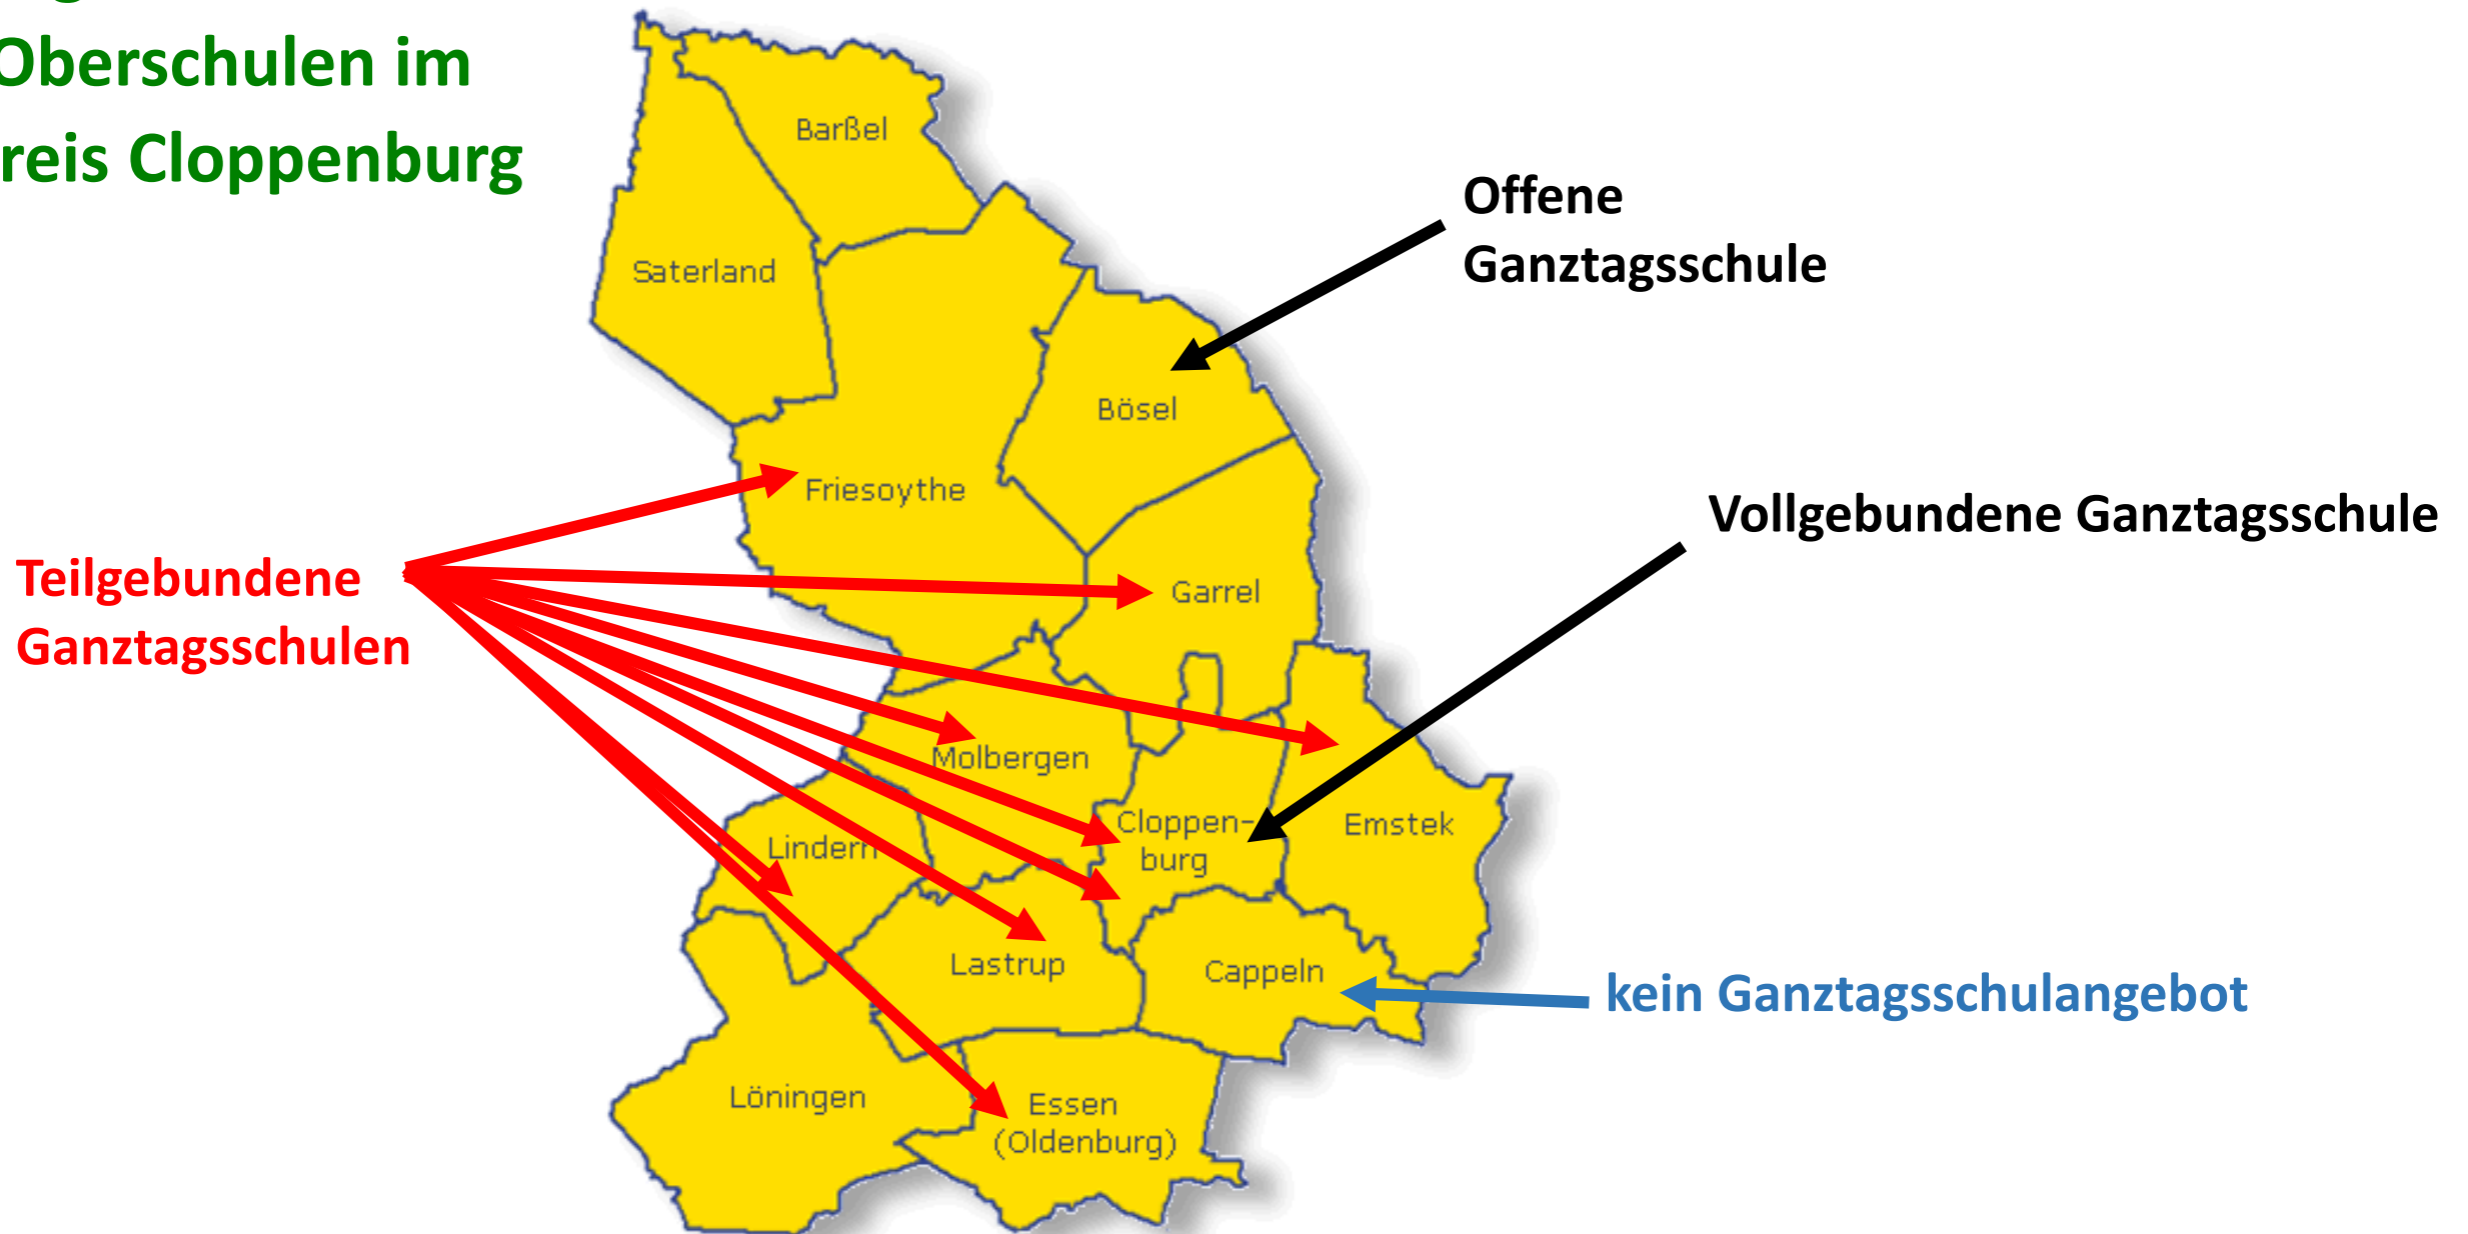 Oberschulen im
reis Cloppenburg
Barßel
Offene
Ganztagsschule
Saterland
Bösel
Friesoythe
Vollgebundene Ganztagsschule
Teilgebundene
Ganztagsschulen
Garrel
Molbergen
Cloppen-
burg
Emstek
Lindern
Lastrup
Cappeln
kein Ganztagsschulangebot
Löningen
Essen
(Oldenburg)